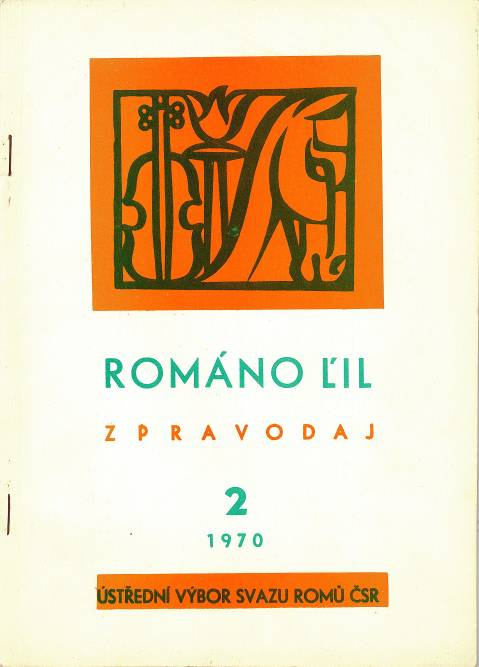 ROMÁNO ĽIL
ZPRAVODAJ
2
1970
ÚSTŘEDNÍ VÝBOR SVAZU ROMŮ ČSR